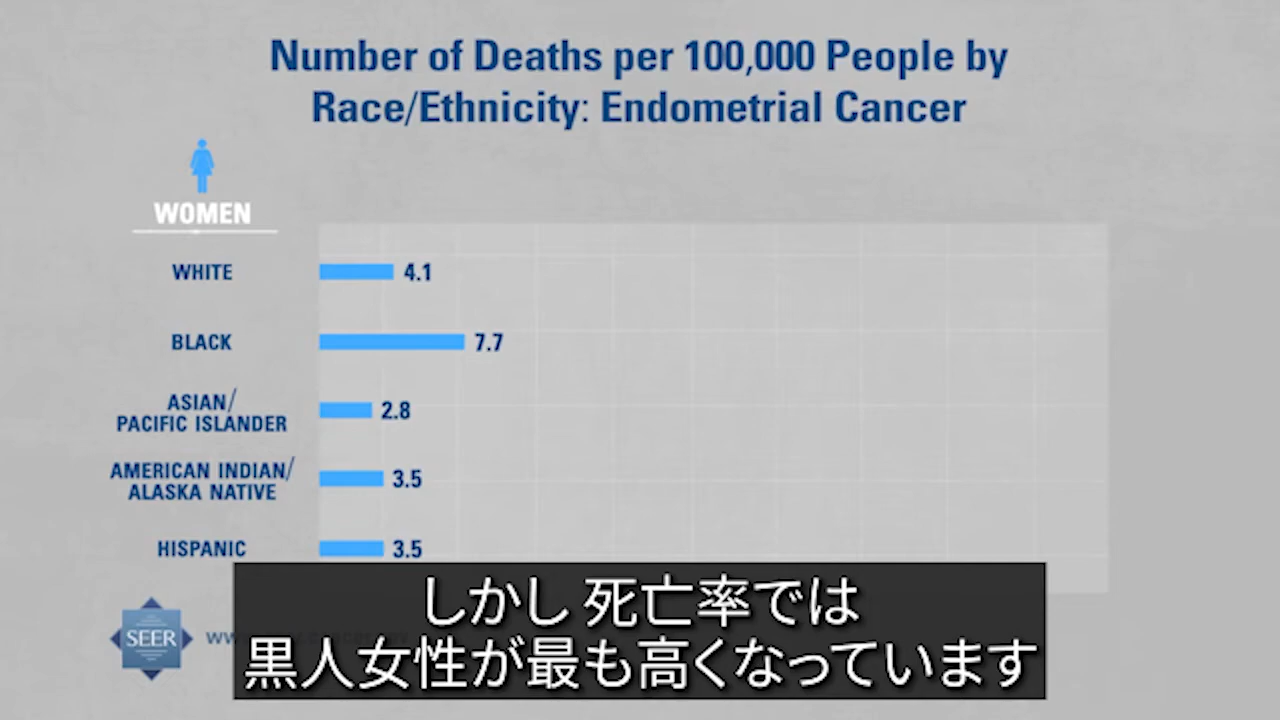 Number of Deaths per 100,000 People by
Race/Ethnicity: Endometrial Cancer
WOMEN
WHITE 4.1
BLACK 7.7
ASIAN/
PACIFIC ISLANDER 2.8
AMERICAN INDIAN/
ALASKA NATIVE 3.5
HISPANIC 3.5
SEER
しかし 死亡率では
黒人女性が最も高くなっています